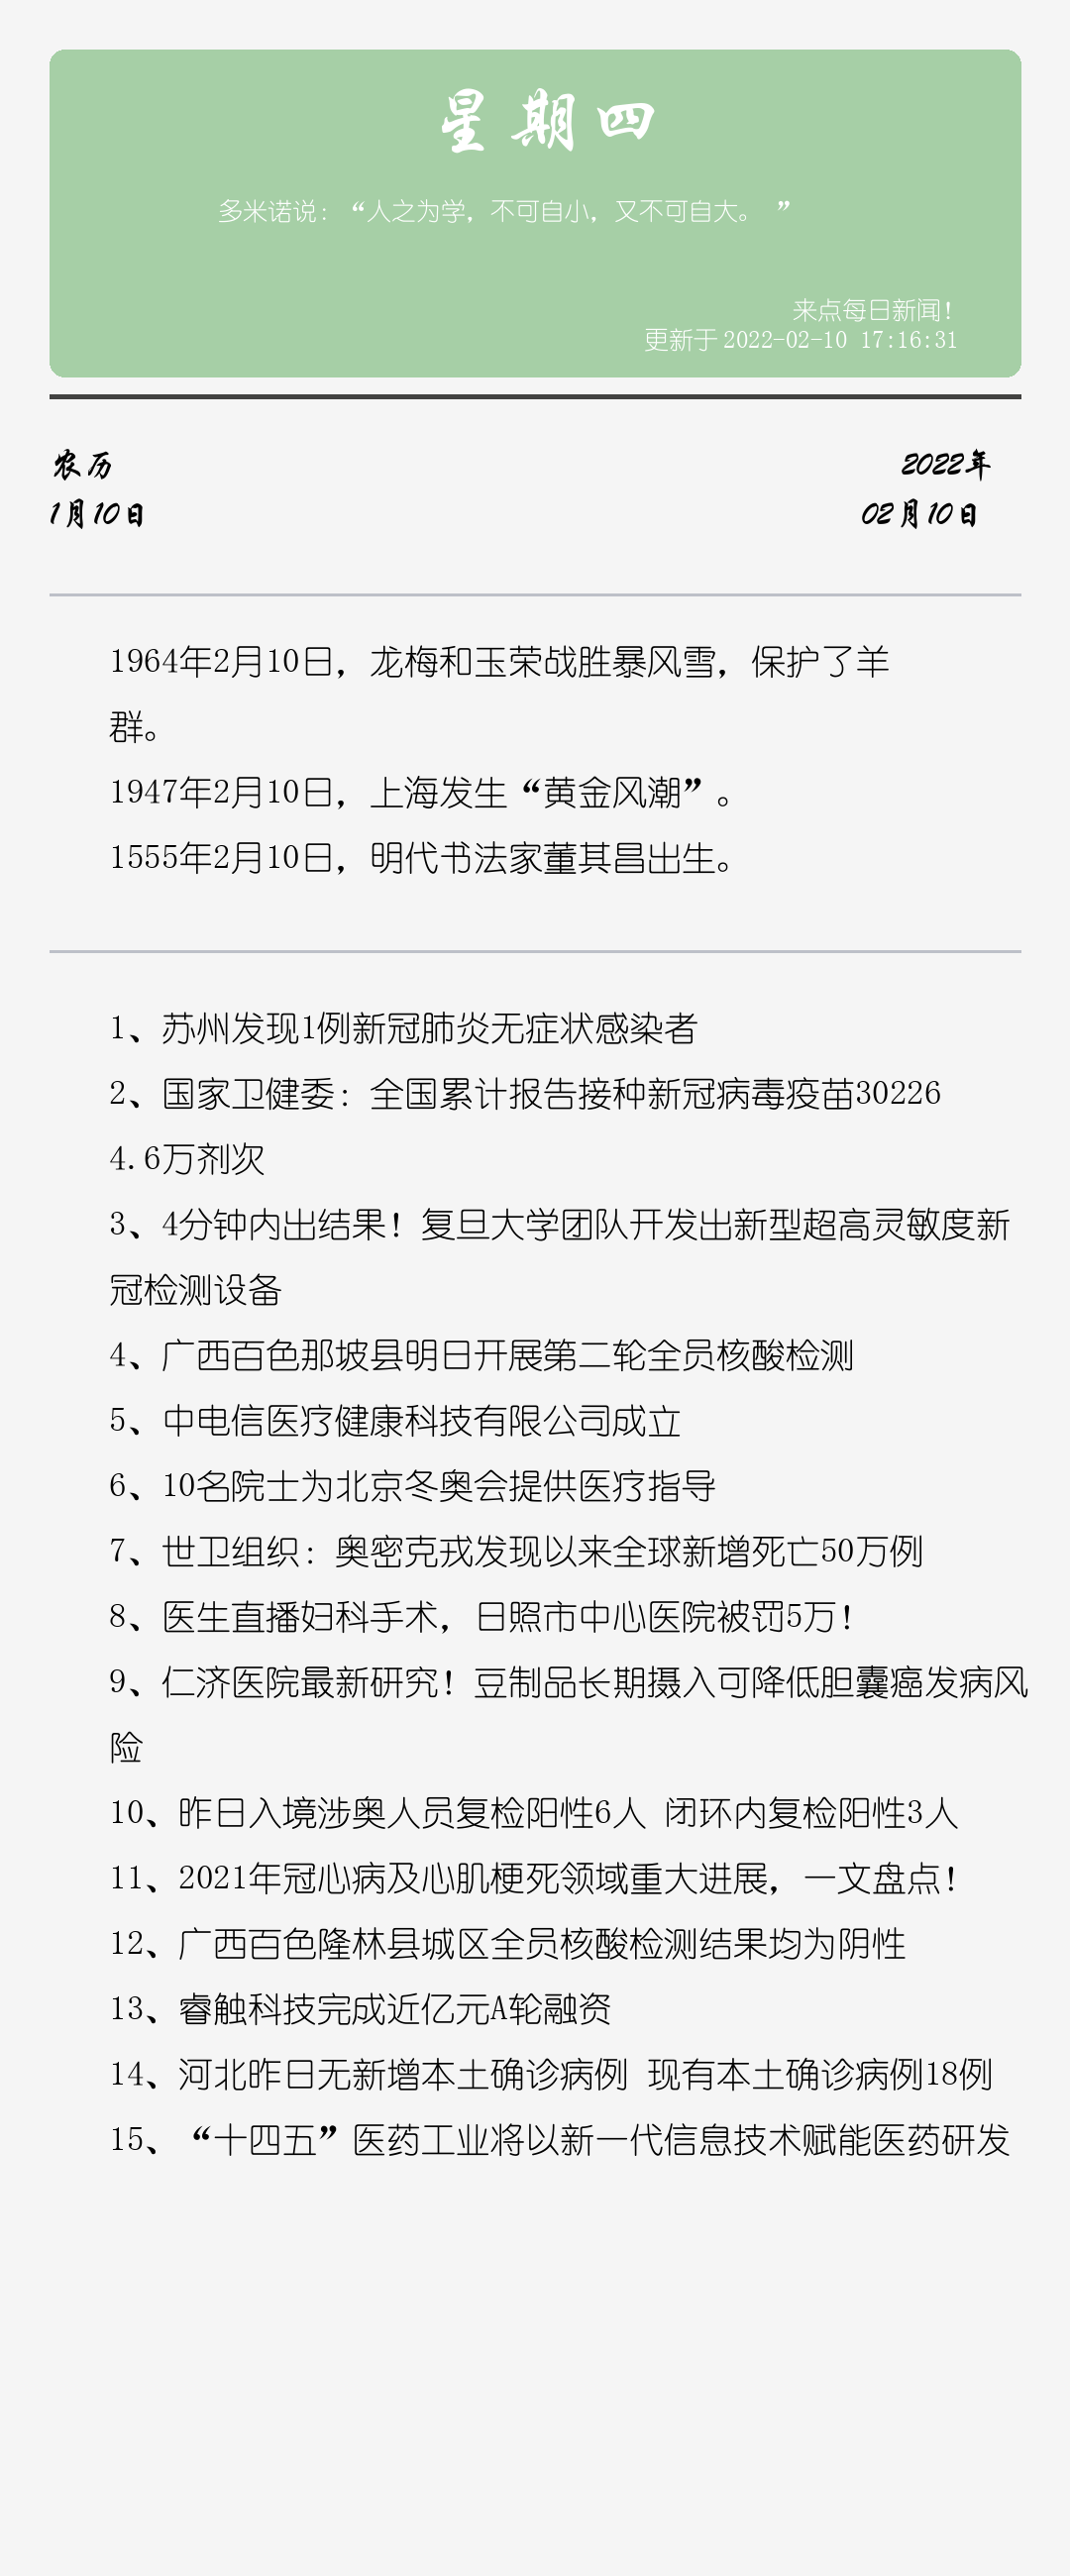 星期四
多米诺说：“人之为学，不可自小，又不可自大。 ”
来点每日新闻！
更新于2022-02-10 17:16:31
农历
2022年
1月10日
02月10日
1964年2月10日，龙梅和玉荣战胜暴风雪，保护了羊
群。
1947年2月10日，上海发生“黄金风潮”。
1555年2月10日，明代书法家董其昌出生。
1、苏州发现1例新冠肺炎无症状感染者
2、国家卫健委：全国累计报告接种新冠病毒疫苗30226
4.6万剂次
3、4分钟内出结果！复旦大学团队开发出新型超高灵敏度新
冠检测设备
4、广西百色那坡县明日开展第二轮全员核酸检测
5、中电信医疗健康科技有限公司成立
6、10名院士为北京冬奥会提供医疗指导
7、世卫组织：奥密克戎发现以来全球新增死亡50万例
8、医生直播妇科手术，日照市中心医院被罚5万！
9、仁济医院最新研究！豆制品长期摄入可降低胆囊癌发病风
险
10、昨日入境涉奥人员复检阳性6人 闭环内复检阳性3人
11、2021年冠心病及心肌梗死领域重大进展，一文盘点！
12、广西百色隆林县城区全员核酸检测结果均为阴性
13、睿触科技完成近亿元A轮融资
14、河北昨日无新增本土确诊病例 现有本土确诊病例18例
15、“十四五”医药工业将以新一代信息技术赋能医药研发